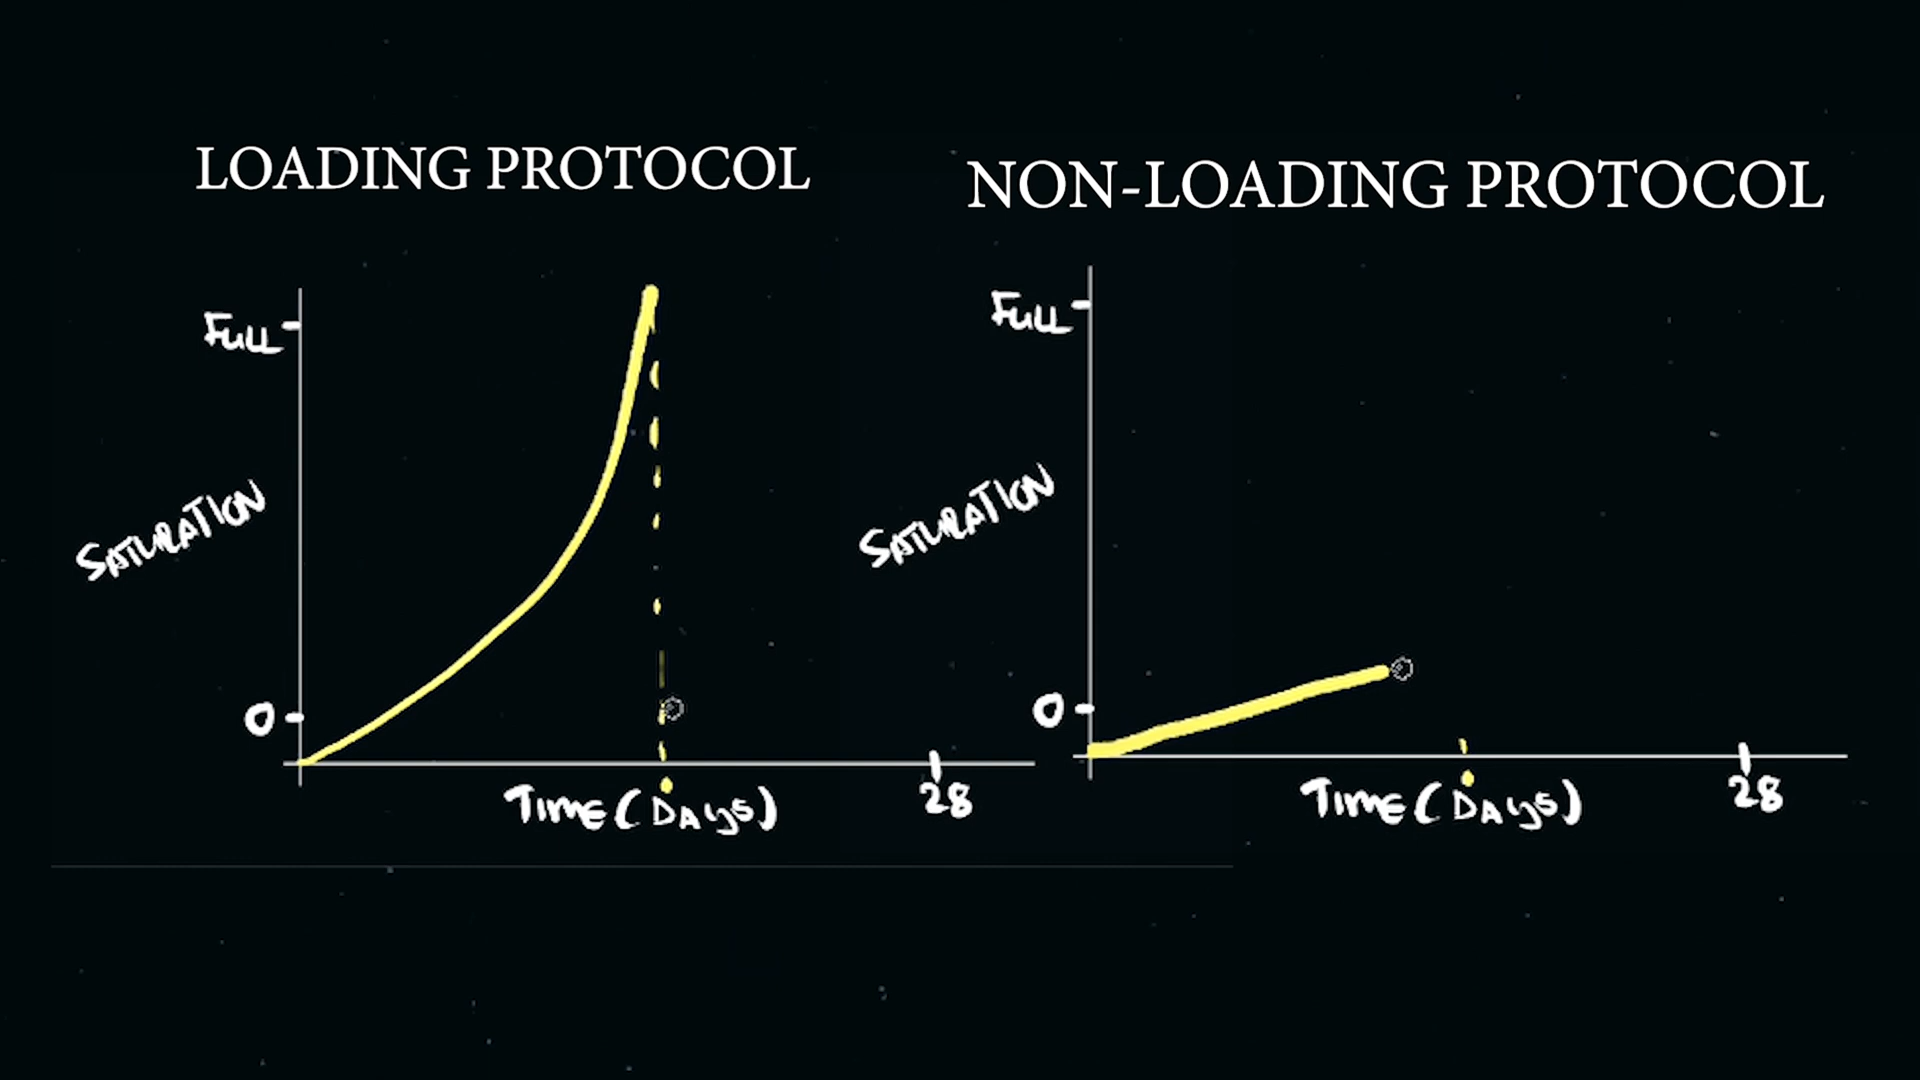 LOADING PROTOCOL
FULL
SATURATION
0
TIME (DAYS)
28
NON-LOADING PROTOCOL
FULL
SATURATION
0
TIME (DAYS)
28